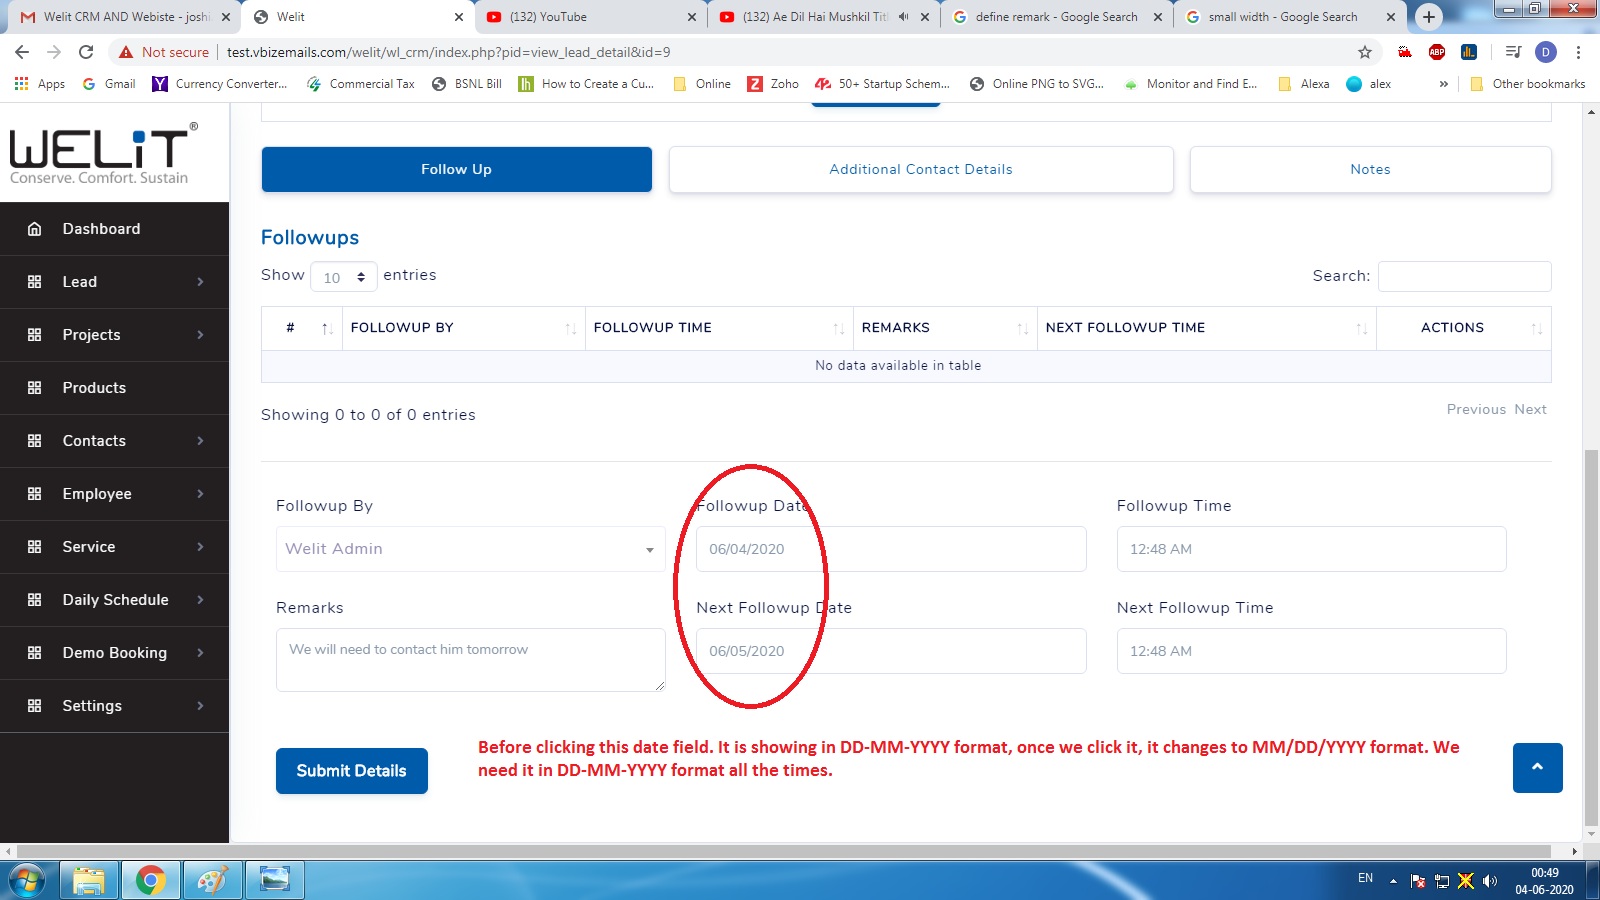 Welit CRM AND Webiste - joshi
Welit
(132) YouTube
(132) Ae Dil Hai Mushkil Titl
define remark - Google Search
small width - Google Search
Not secure
test.vbizemails.com/welit/wl_crm/index.php?pid=view_lead_detail&id=9
ABP
D
Apps
Gmail
Currency Converter...
Commercial Tax
BSNL Bill
How to Create a Cu...
Online
Zoho
50+ Startup Schem...
Online PNG to SVG...
Monitor and Find E...
Alexa
alex
»
Other bookmarks
WELiT®
Conserve. Comfort. Sustain
Follow Up
Additional Contact Details
Notes
Dashboard
Lead
Projects
Products
Contacts
Employee
Service
Daily Schedule
Demo Booking
Settings
Followups
Show 10 entries
Search:
# FOLLOWUP BY FOLLOWUP TIME REMARKS NEXT FOLLOWUP TIME ACTIONS
No data available in table
Showing 0 to 0 of 0 entries
Previous Next
Followup By
Followup Date
Followup Time
Welit Admin
06/04/2020
12:48 AM
Remarks
Next Followup Date
Next Followup Time
We will need to contact him tomorrow
06/05/2020
12:48 AM
Submit Details
Before clicking this date field. It is showing in DD-MM-YYYY format, once we click it, it changes to MM/DD/YYYY format. We
need it in DD-MM-YYYY format all the times.
EN
00:49
04-06-2020